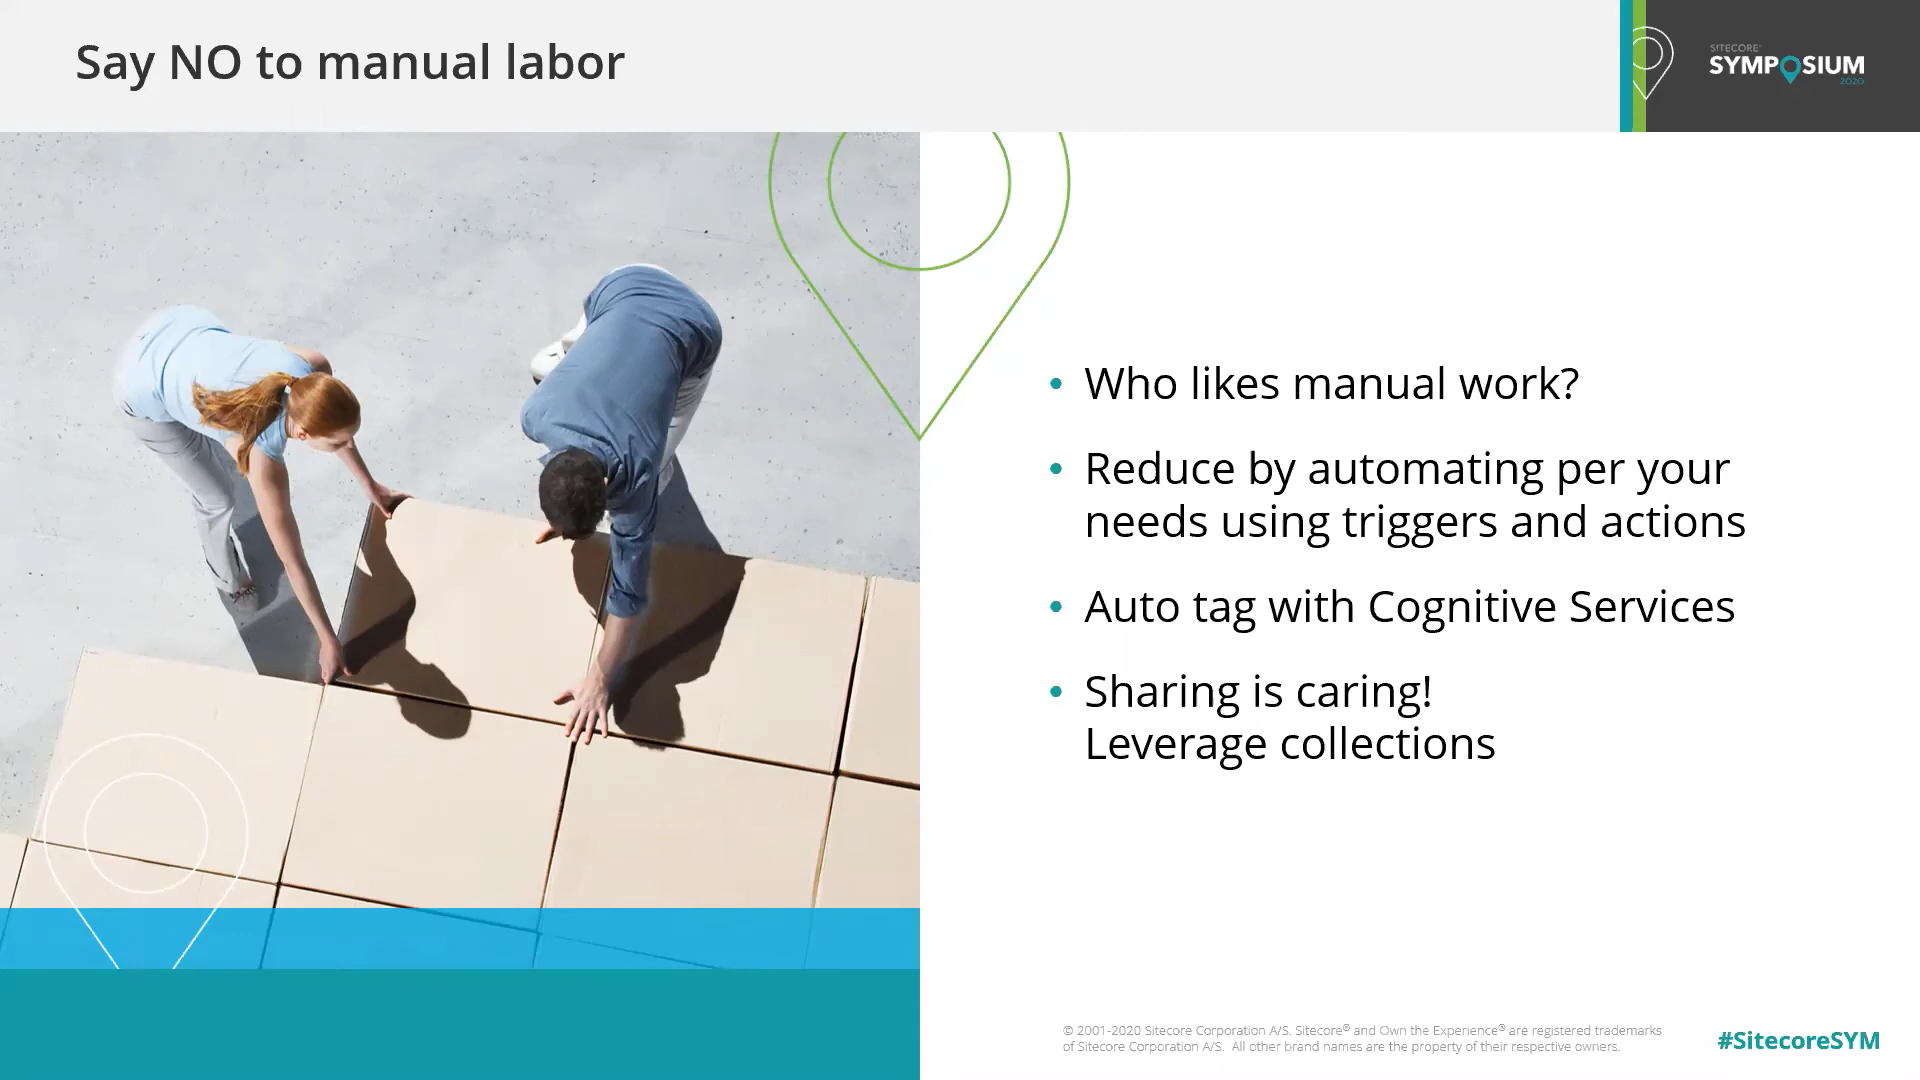 Say NO to manual labor
SITECORE®
SYMPOSIUM
2020
• Who likes manual work?
• Reduce by automating per your
needs using triggers and actions
• Auto tag with Cognitive Services
• Sharing is caring!
Leverage collections
© 2001-2020 Sitecore Corporation A/S. Sitecore® and Own the Experience® are registered trademarks
of Sitecore Corporation A/S. All other brand names are the property of their respective owners.
#SitecoreSYM